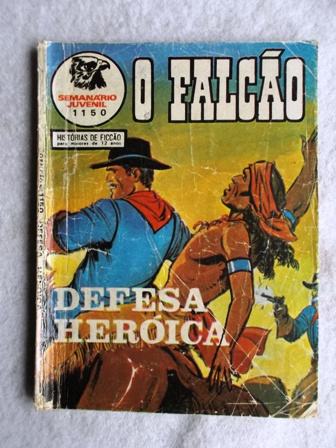 SEMANÁRIO
JUVENIL
1150
O FALCÃO
HISTÓRIAS DE FICÇÃO
para maiores de 12 anos
DEFESA
HERÓICA